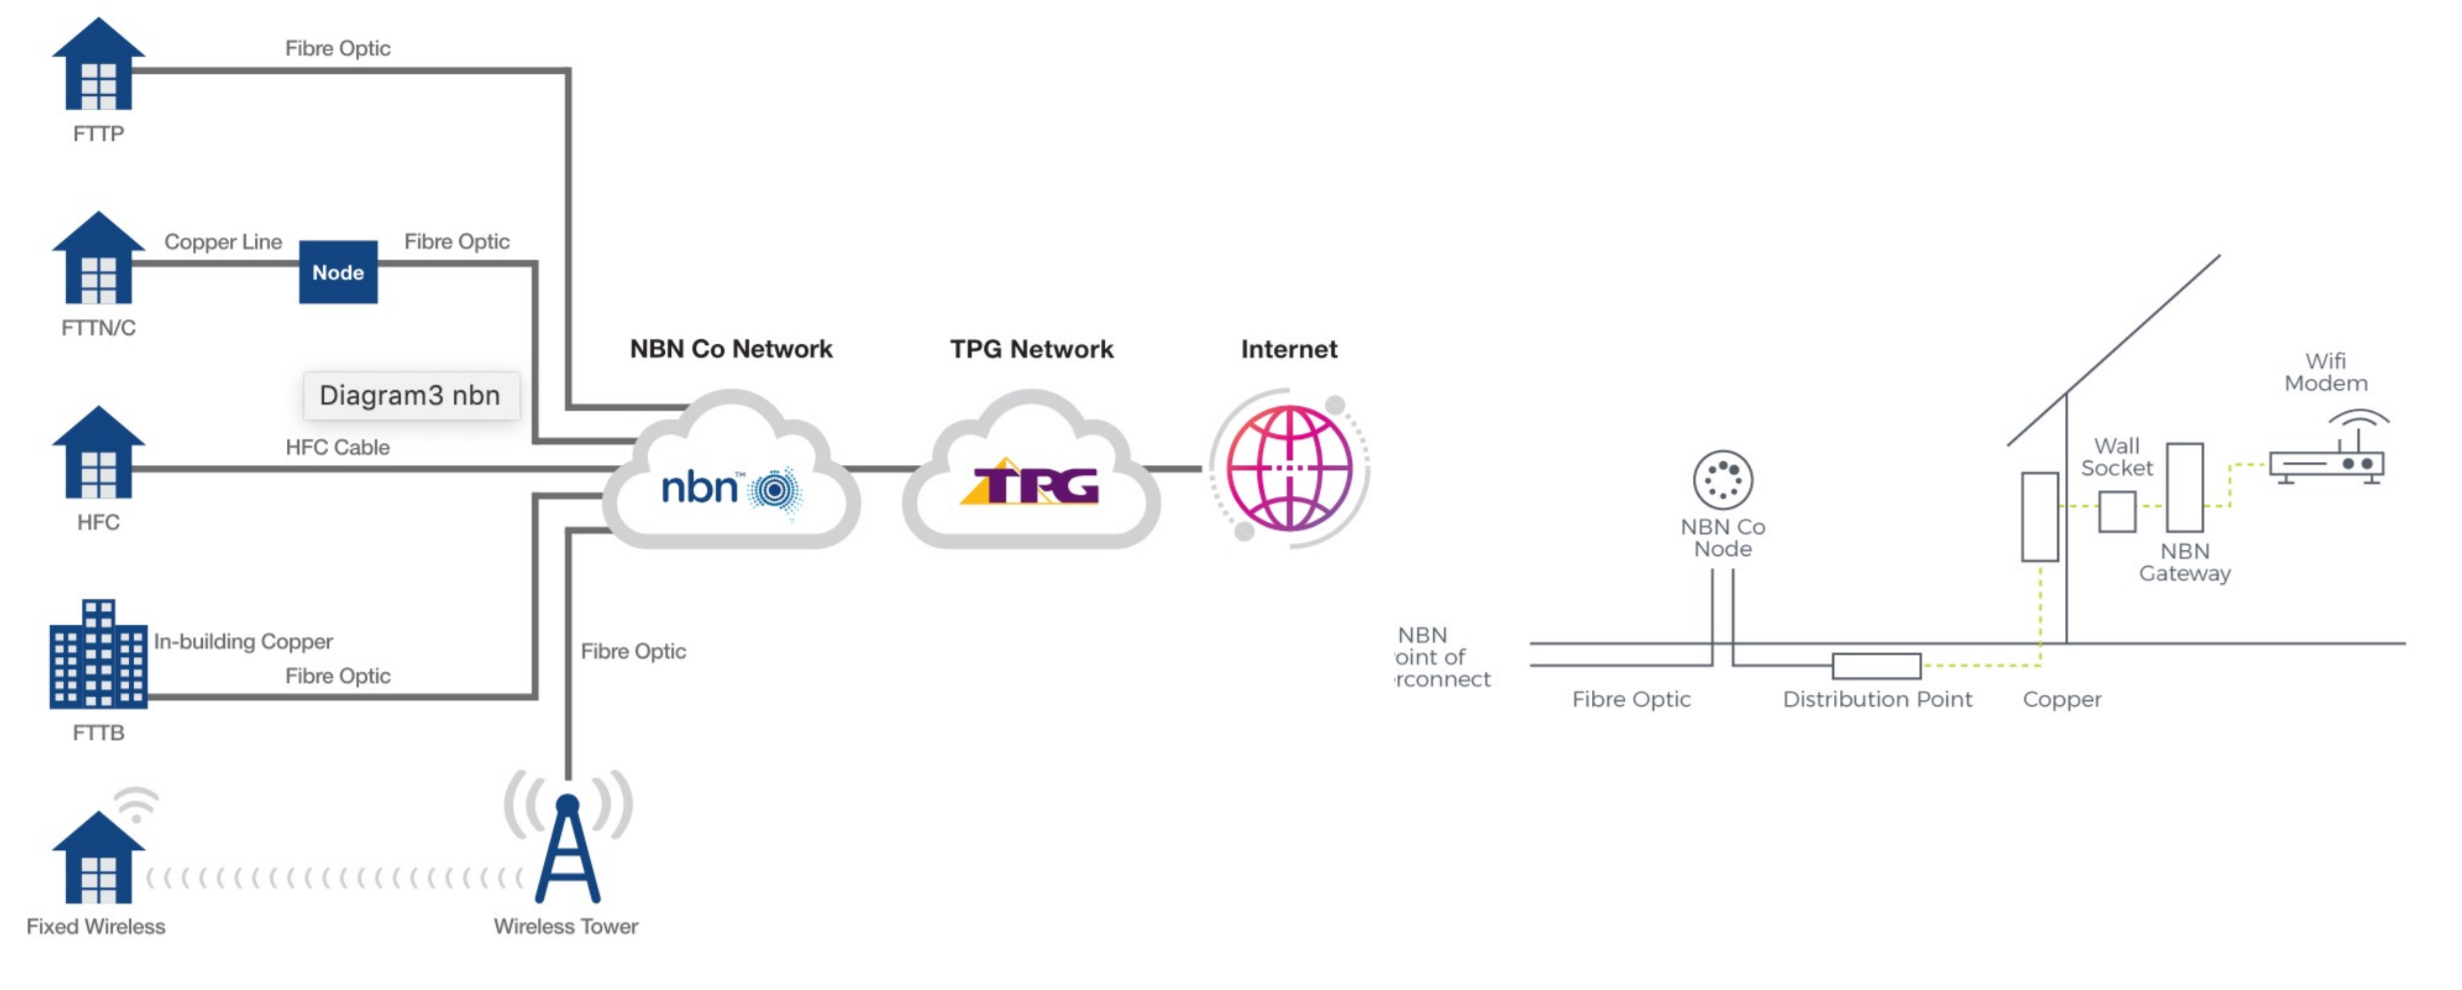 Fibre Optic
FTTP
Copper Line
Fibre Optic
Node
FTTN/C
Diagram3 nbn
HFC Cable
HFC
In-building Copper
Fibre Optic
FTTB
Fibre Optic
Fixed Wireless
Wireless Tower
NBN Co Network
TPG Network
Internet
nbn™
TPG
Wifi
Modem
Wall
Socket
NBN
Gateway
NBN Co
Node
NBN
oint of
erconnect
Fibre Optic
Distribution Point
Copper